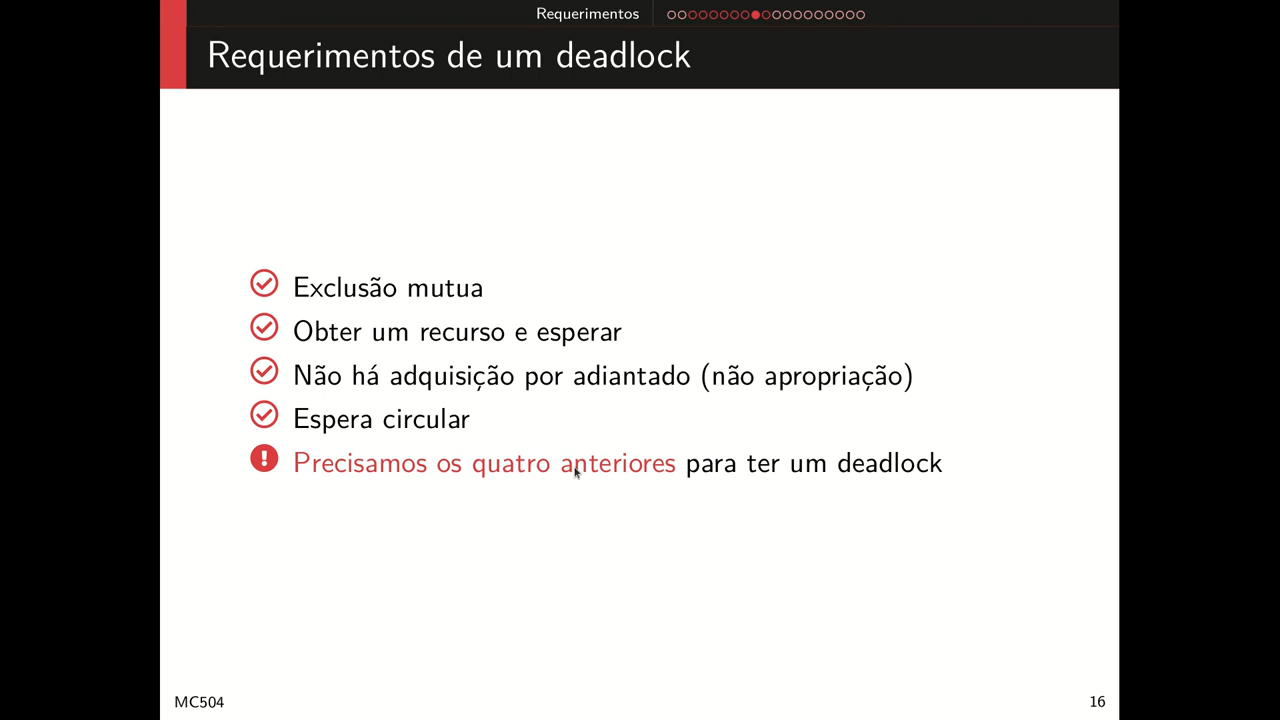 Requerimentos
Requerimentos de um deadlock
Exclusão mutua
Obter um recurso e esperar
Não há adquisição por adiantado (não apropriação)
Espera circular
Precisamos os quatro anteriores para ter um deadlock
MC504
16